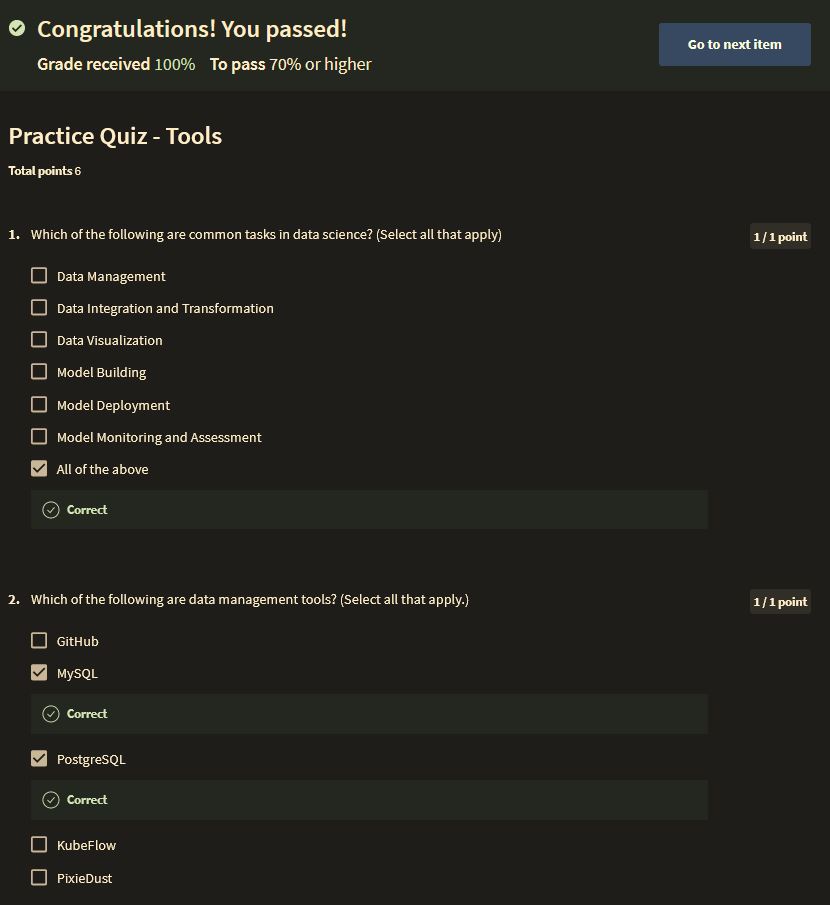 Congratulations! You passed!
Grade received 100% To pass 70% or higher
Go to next item
Practice Quiz - Tools
Total points 6
1. Which of the following are common tasks in data science? (Select all that apply)
1 / 1 point
Data Management
Data Integration and Transformation
Data Visualization
Model Building
Model Deployment
Model Monitoring and Assessment
All of the above
Correct
2. Which of the following are data management tools? (Select all that apply.)
1 / 1 point
GitHub
MySQL
Correct
PostgreSQL
Correct
KubeFlow
PixieDust